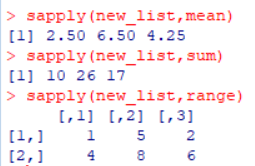 > sapply(new_list,mean)
[1] 2.50 6.50 4.25
> sapply(new_list,sum)
[1] 10 26 17
> sapply(new_list,range)
     [,1] [,2] [,3]
[1,]    1    5    2
[2,]    4    8    6